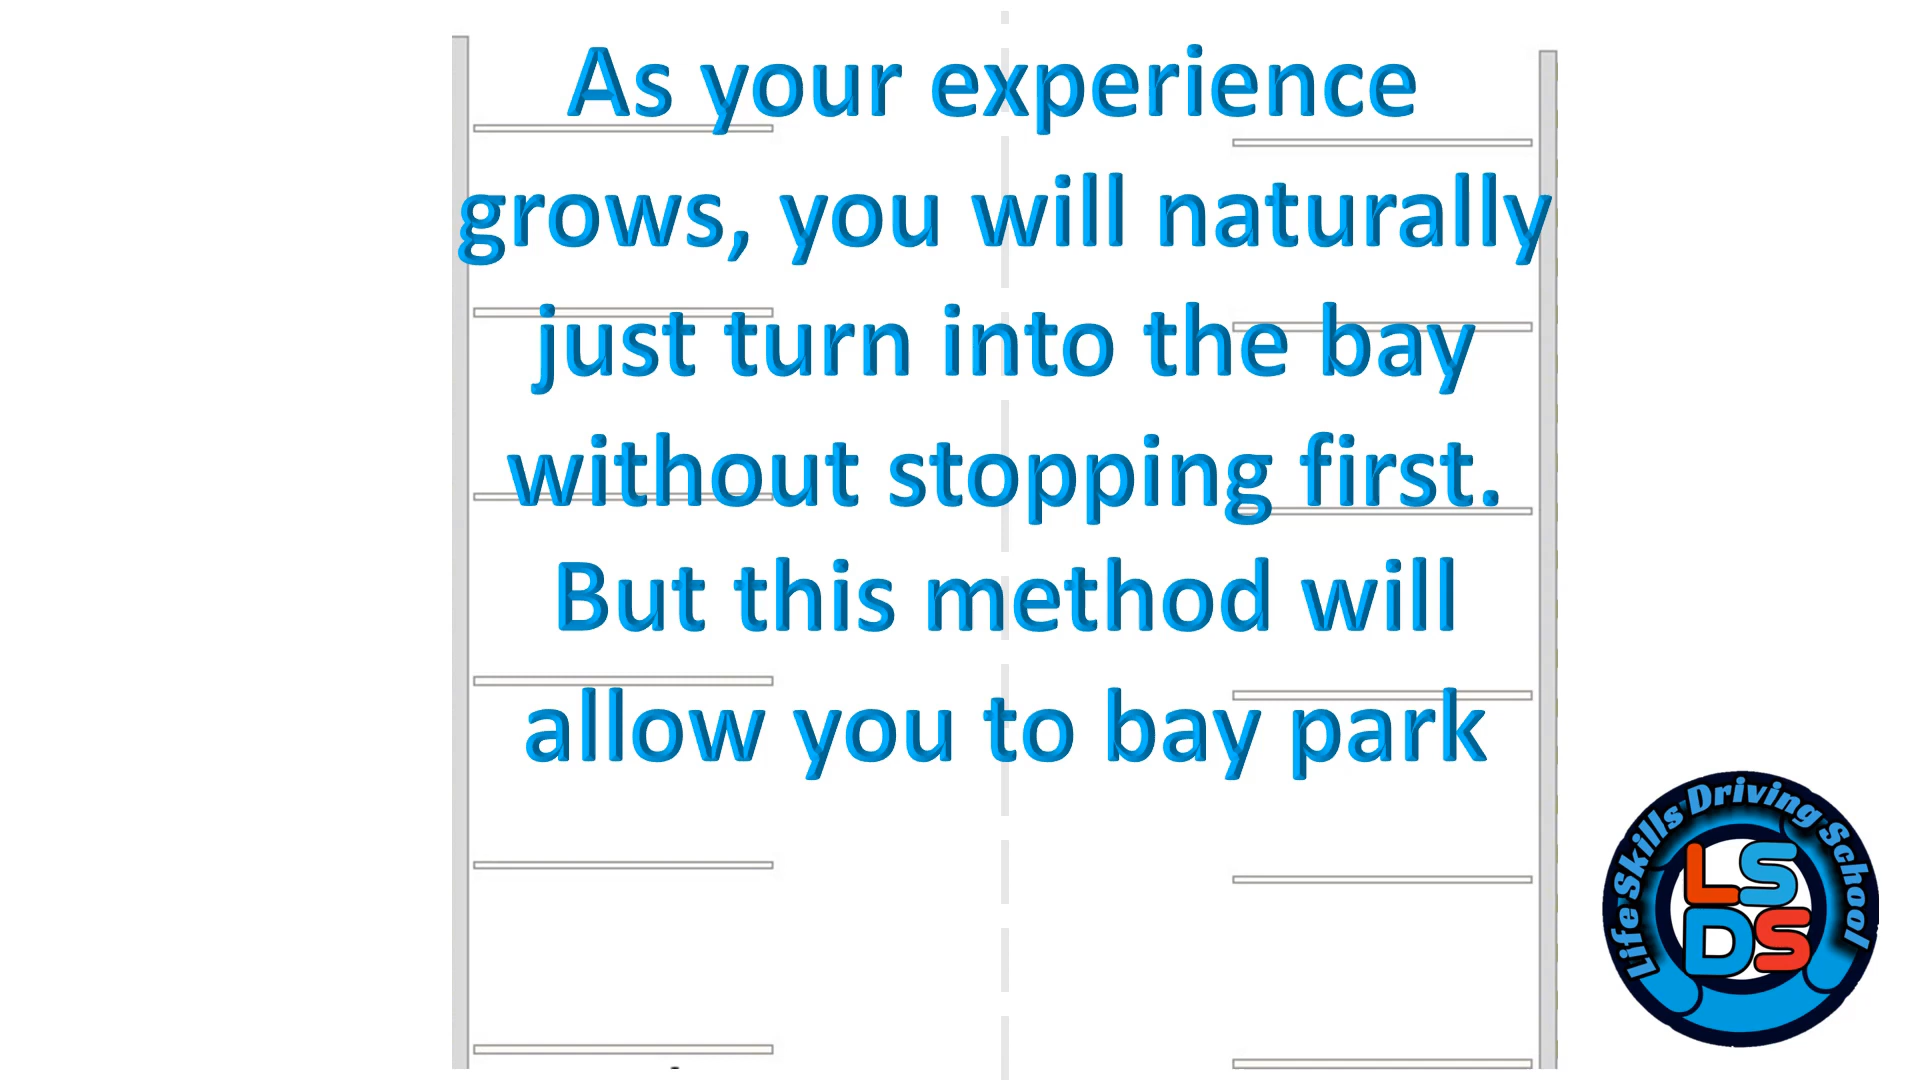 As your experience
grows, you will naturally
just turn into the bay
without stopping first.
But this method will
allow you to bay park
Life Skills Driving School
LS
DS